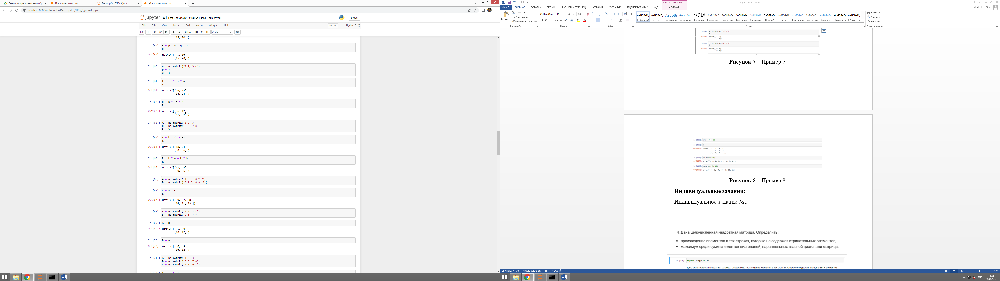 Технологии распознавания об
i1 - Jupyter Notebook
Desktop/tro/TRO_3/jup/
e1 - Jupyter Notebook
localhost:8888/notebooks/Desktop/tro/TRO_3/jup/e1.ipynb
jupyter e1 Last Checkpoint: 30 минут назад (autosaved)
Logout
File Edit View Insert Cell Kernel Widgets Help
Trusted
Python 3
Run
Code
[15, 20]])
In [59]: R = p * A + q * A
R
Out[59]: matrix([[ 5, 10],
[15, 20]])
In [60]: A = np.matrix("1 2; 3 4")
p = 2
q = 3
In [61]: L = (p * q) * A
L
Out[61]: matrix([[ 6, 12],
[18, 24]])
In [62]: R = p * (q * A)
R
Out[62]: matrix([[ 6, 12],
[18, 24]])
In [63]: A = np.matrix('1 2; 3 4')
B = np.matrix('5 6; 7 8')
k = 3
In [64]: L = k * (A + B)
L
Out[64]: matrix([[18, 24],
[30, 36]])
In [65]: R = k * A + k * B
R
Out[65]: matrix([[18, 24],
[30, 36]])
In [66]: A = np.matrix('1 6 3; 8 2 7')
B = np.matrix('8 1 5; 6 9 12')
In [67]: C = A + B
C
Out[67]: matrix([[ 9,  7,  8],
[14, 11, 19]])
In [68]: A = np.matrix('1 2; 3 4')
B = np.matrix('5 6; 7 8')
In [69]: A + B
Out[69]: matrix([[ 6,  8],
[10, 12]])
In [70]: B + A
Out[70]: matrix([[ 6,  8],
[10, 12]])
In [71]: A = np.matrix('1 2; 3 4')
B = np.matrix('5 6; 7 8')
C = np.matrix('1 7; 9 3')
In [72]: A + (B + C)
report.docx - Word
РАБОТА С РИСУНКАМИ
ФАЙЛ ГЛАВНАЯ ВСТАВКА ДИЗАЙН РАЗМЕТКА СТРАНИЦЫ ССЫЛКИ РАССЫЛКИ РЕЦЕНЗИРОВАНИЕ ВИД ФОРМАТ
student-09-525
Вставить
Вырезать
Копировать
Формат по образцу
Буфер обмена
Calibri (Оснс 11
Шрифт
Абзац
¶ Обычный ¶ Без инте... Заголово... Заголово... Название Подзагол... Слабое в... Выделение Сильное... Строгий Цитата 2 Выделенн... Слабая сс... Сильная... Название... ¶ Абзац с...
Стили
Найти
Заменить
Выделить
Редактирование
In [54]: A = np.matrix("1 2; 3 4")
A
Out[54]: matrix([[1, 2],
[3, 4]])
In [55]: Z = np.matrix("0 0; 0 0")
Z
Out[55]: matrix([[0, 0],
[0, 0]])
Рисунок 7 – Пример 7
In [125]: m[m > 7] = 25
In [126]: m
Out[126]: array([[ 1,  2,  3,  4],
[ 5,  6,  7, 25],
[25,  1,  5,  7]])
In [127]: np.arange(10)
Out[127]: array([0, 1, 2, 3, 4, 5, 6, 7, 8, 9])
In [128]: np.arange(5, 12)
Out[128]: array([ 5,  6,  7,  8,  9, 10, 11])
Рисунок 8 – Пример 8
Индивидуальные задания:
Индивидуальное задание №1
4. Дана целочисленная квадратная матрица. Определить:
• произведение элементов в тех строках, которые не содержат отрицательных элементов;
• максимум среди сумм элементов диагоналей, параллельных главной диагонали матрицы.
In [64]: import numpy as np
Дана целочисленная квадратная матрица. Определить: произведение элементов в тех строках, которые не содержат отрицательных элементов:
СТРАНИЦА 4 ИЗ 6 ЧИСЛО СЛОВ: 585 РУССКИЙ
160%
ENG
14:22
24.04.2023